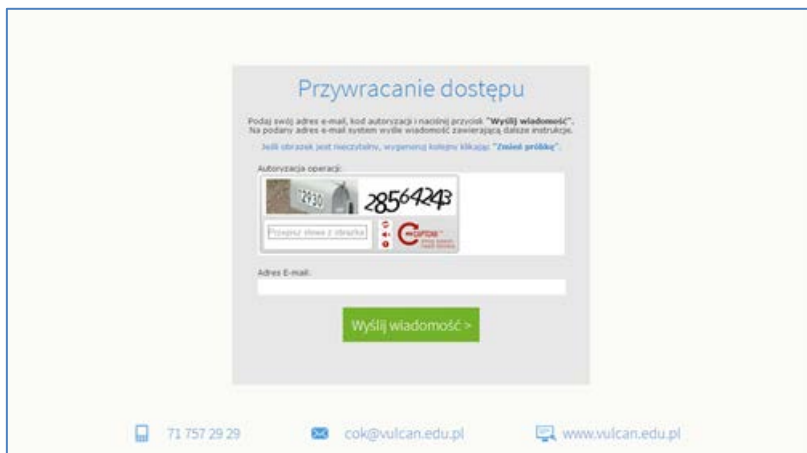 Przywracanie dostępu
Podaj swój adres e-mail, kod autoryzacji i naciśnij przycisk "Wyślij wiadomość".
Na podany adres e-mail system wyśle wiadomość zawierającą dalsze instrukcje.
Jeśli obrazek jest nieczytelny, wygeneruj kolejny klikając "Zmień próbkę".
Autoryzacja operacji:
2930 28564243
Przepisz słowa z obrazka
Adres E-mail:
Wyślij wiadomość >
71 757 29 29 cok@vulcan.edu.pl www.vulcan.edu.pl